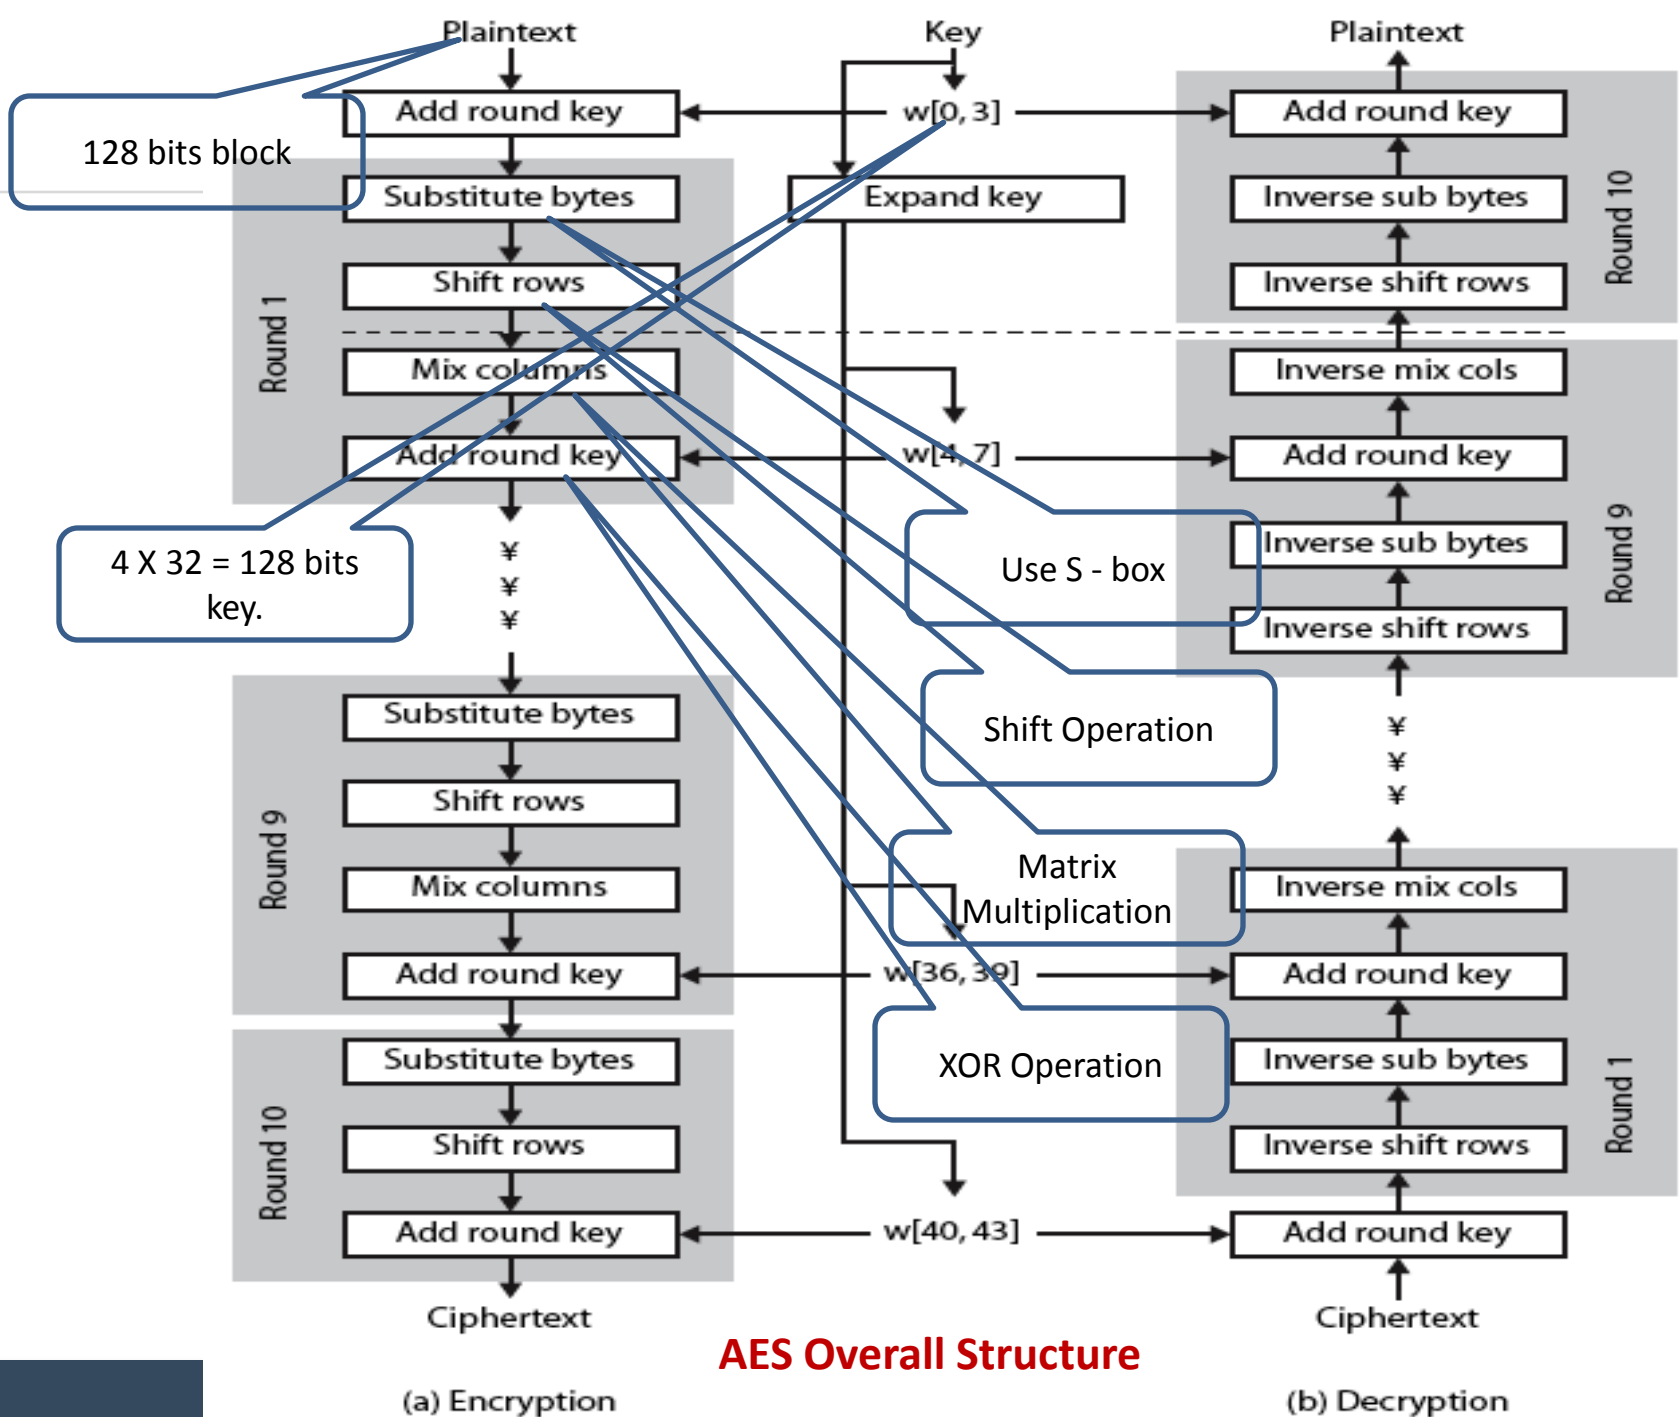 Plaintext
Key
Plaintext
128 bits block
Add round key
w[0, 3]
Add round key
Round 1
Substitute bytes
Expand key
Inverse sub bytes
Round 10
Shift rows
Inverse shift rows
Mix columns
Inverse mix cols
Add round key
w[4, 7]
Add round key
Round 9
4 X 32 = 128 bits
key.
¥
¥
¥
Use S - box
Inverse sub bytes
Inverse shift rows
Shift Operation
¥
¥
¥
Round 9
Substitute bytes
Shift rows
Mix columns
Matrix
Multiplication
Inverse mix cols
Add round key
w[36, 39]
Add round key
Round 1
Round 10
Substitute bytes
XOR Operation
Inverse sub bytes
Shift rows
Inverse shift rows
Add round key
w[40, 43]
Add round key
Ciphertext
Ciphertext
AES Overall Structure
(a) Encryption
(b) Decryption